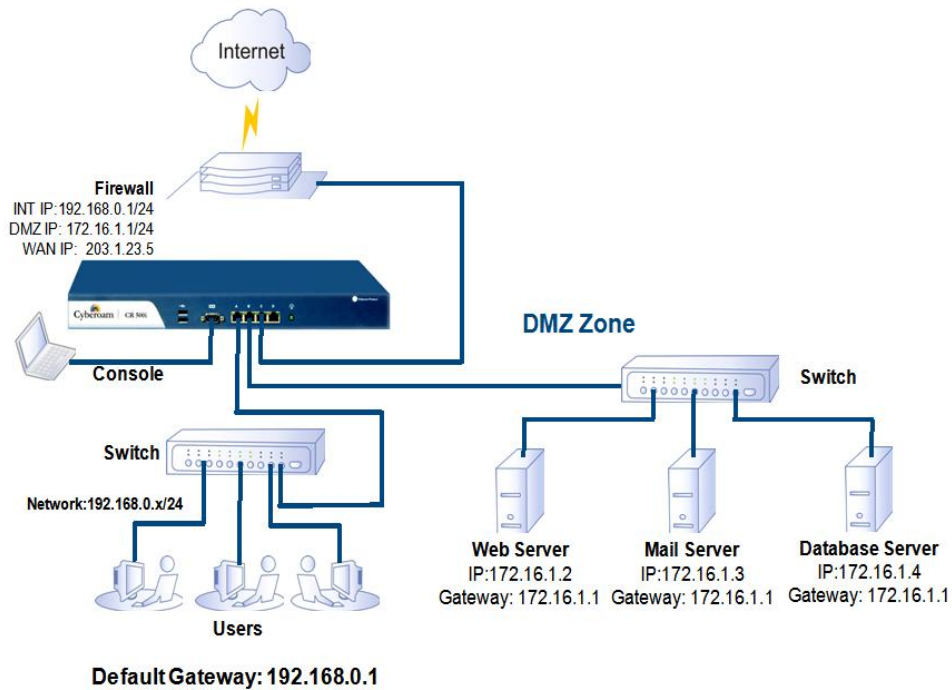 Internet
Firewall
INT IP:192.168.0.1/24
DMZ IP: 172.16.1.1/24
WAN IP: 203.1.23.5
Cyberoam
Console
DMZ Zone
Switch
Switch
Network:192.168.0.x/24
Web Server
IP:172.16.1.2
Gateway: 172.16.1.1
Mail Server
IP:172.16.1.3
Gateway: 172.16.1.1
Database Server
IP:172.16.1.4
Gateway: 172.16.1.1
Users
Default Gateway: 192.168.0.1